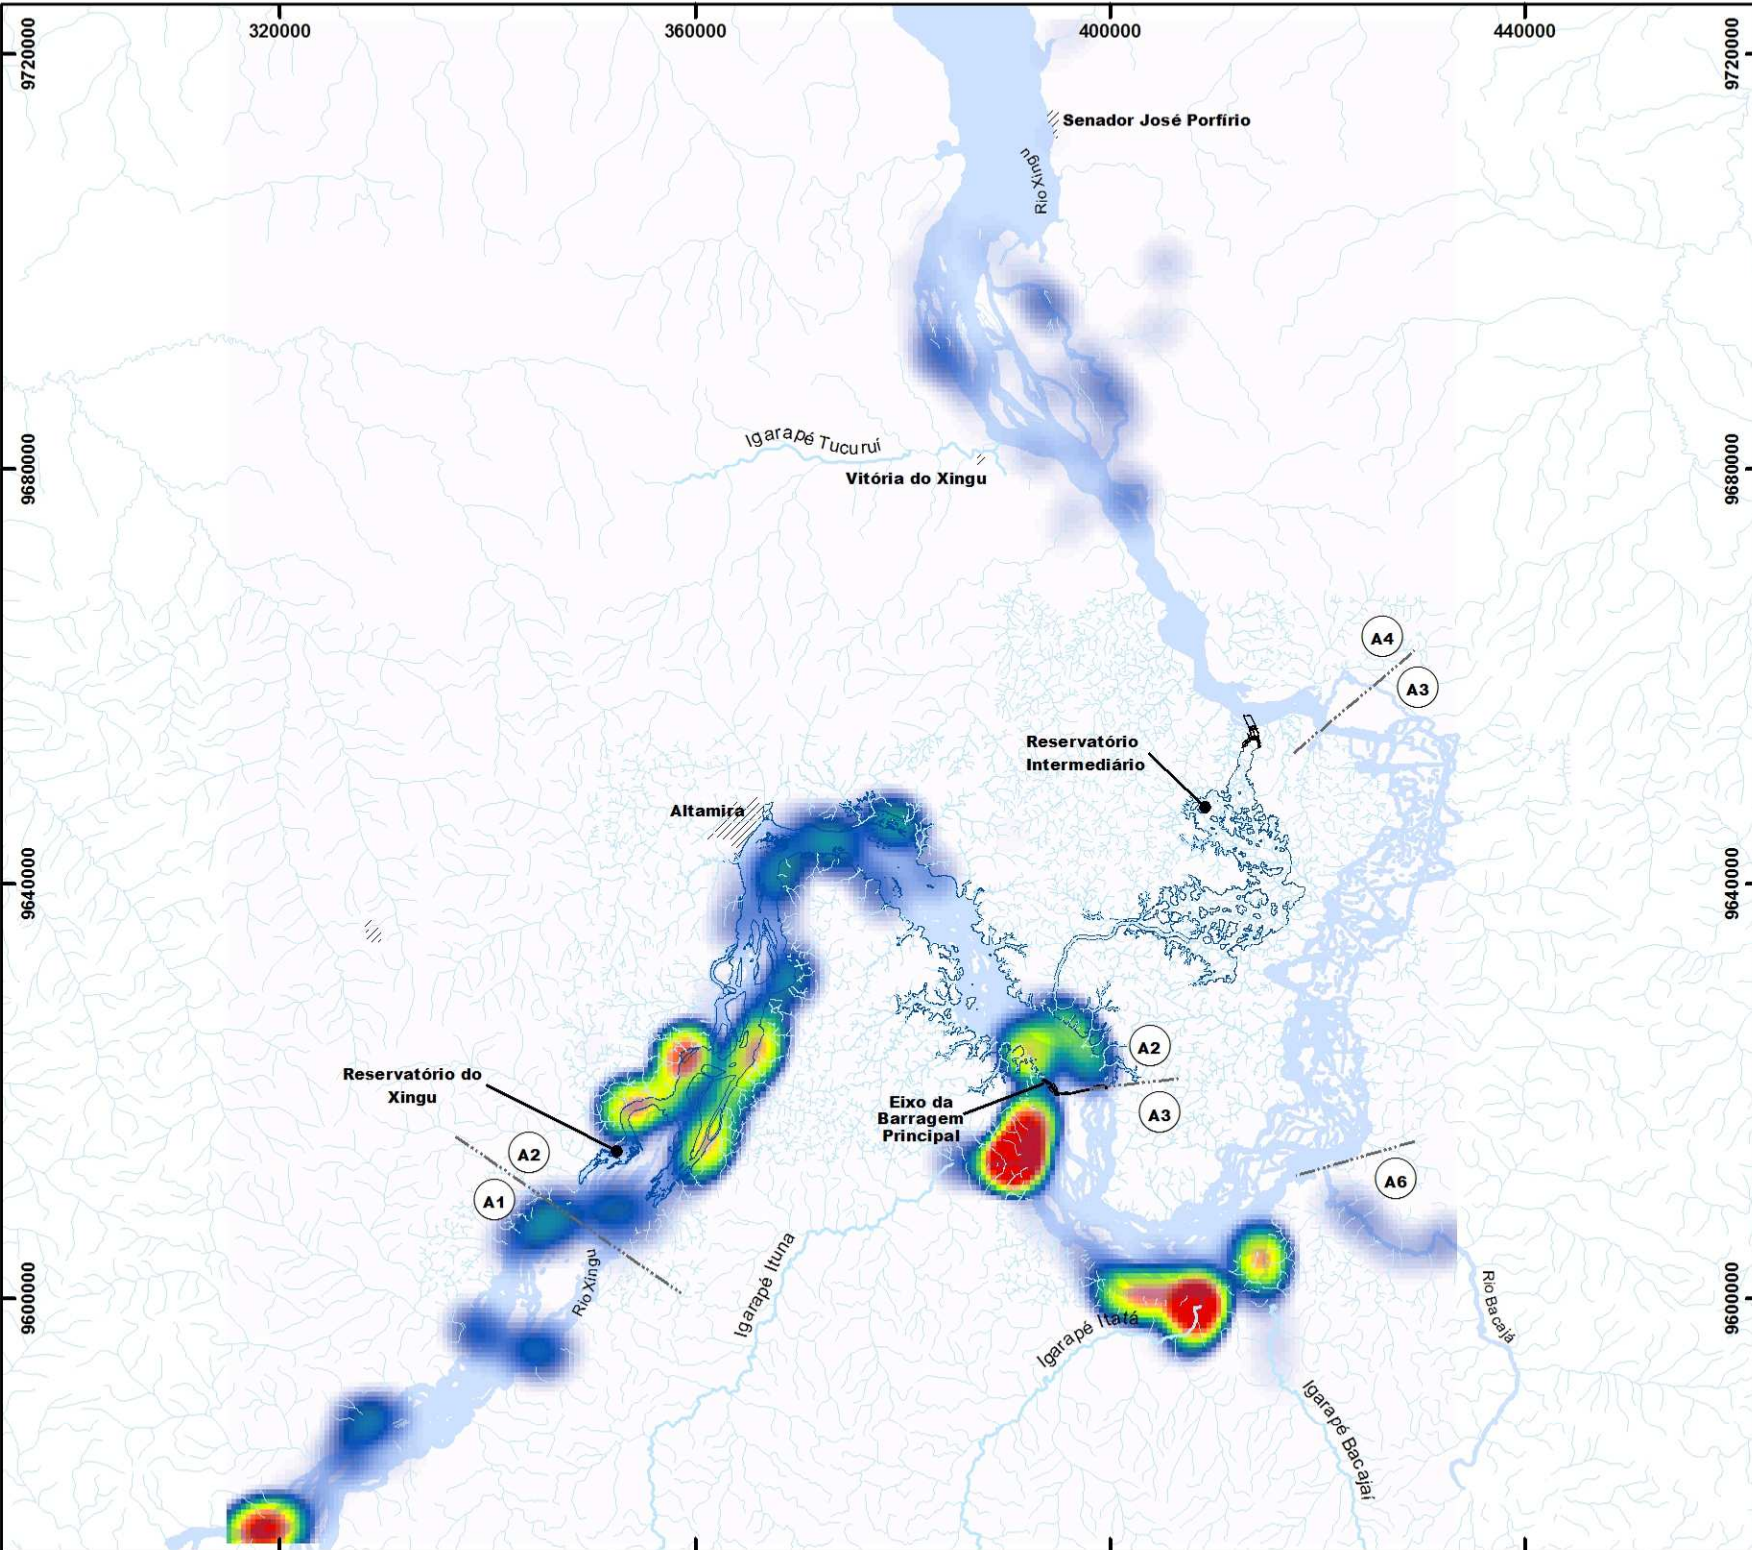 320000
360000
400000
440000
9720000
9720000
Senador José Porfírio
Rio Xingu
Igarapé Tucuruí
Vitória do Xingu
9680000
9680000
A4
A3
Reservatório
Intermediário
Altamira
9640000
9640000
A2
Reservatório do
Xingu
Eixo da
Barragem
Principal
A3
A2
A1
A6
Rio Xingu
Igarapé Ituna
Igarapé Itatá
Rio Bacajá
Igarapé Bacajaí
9600000
9600000